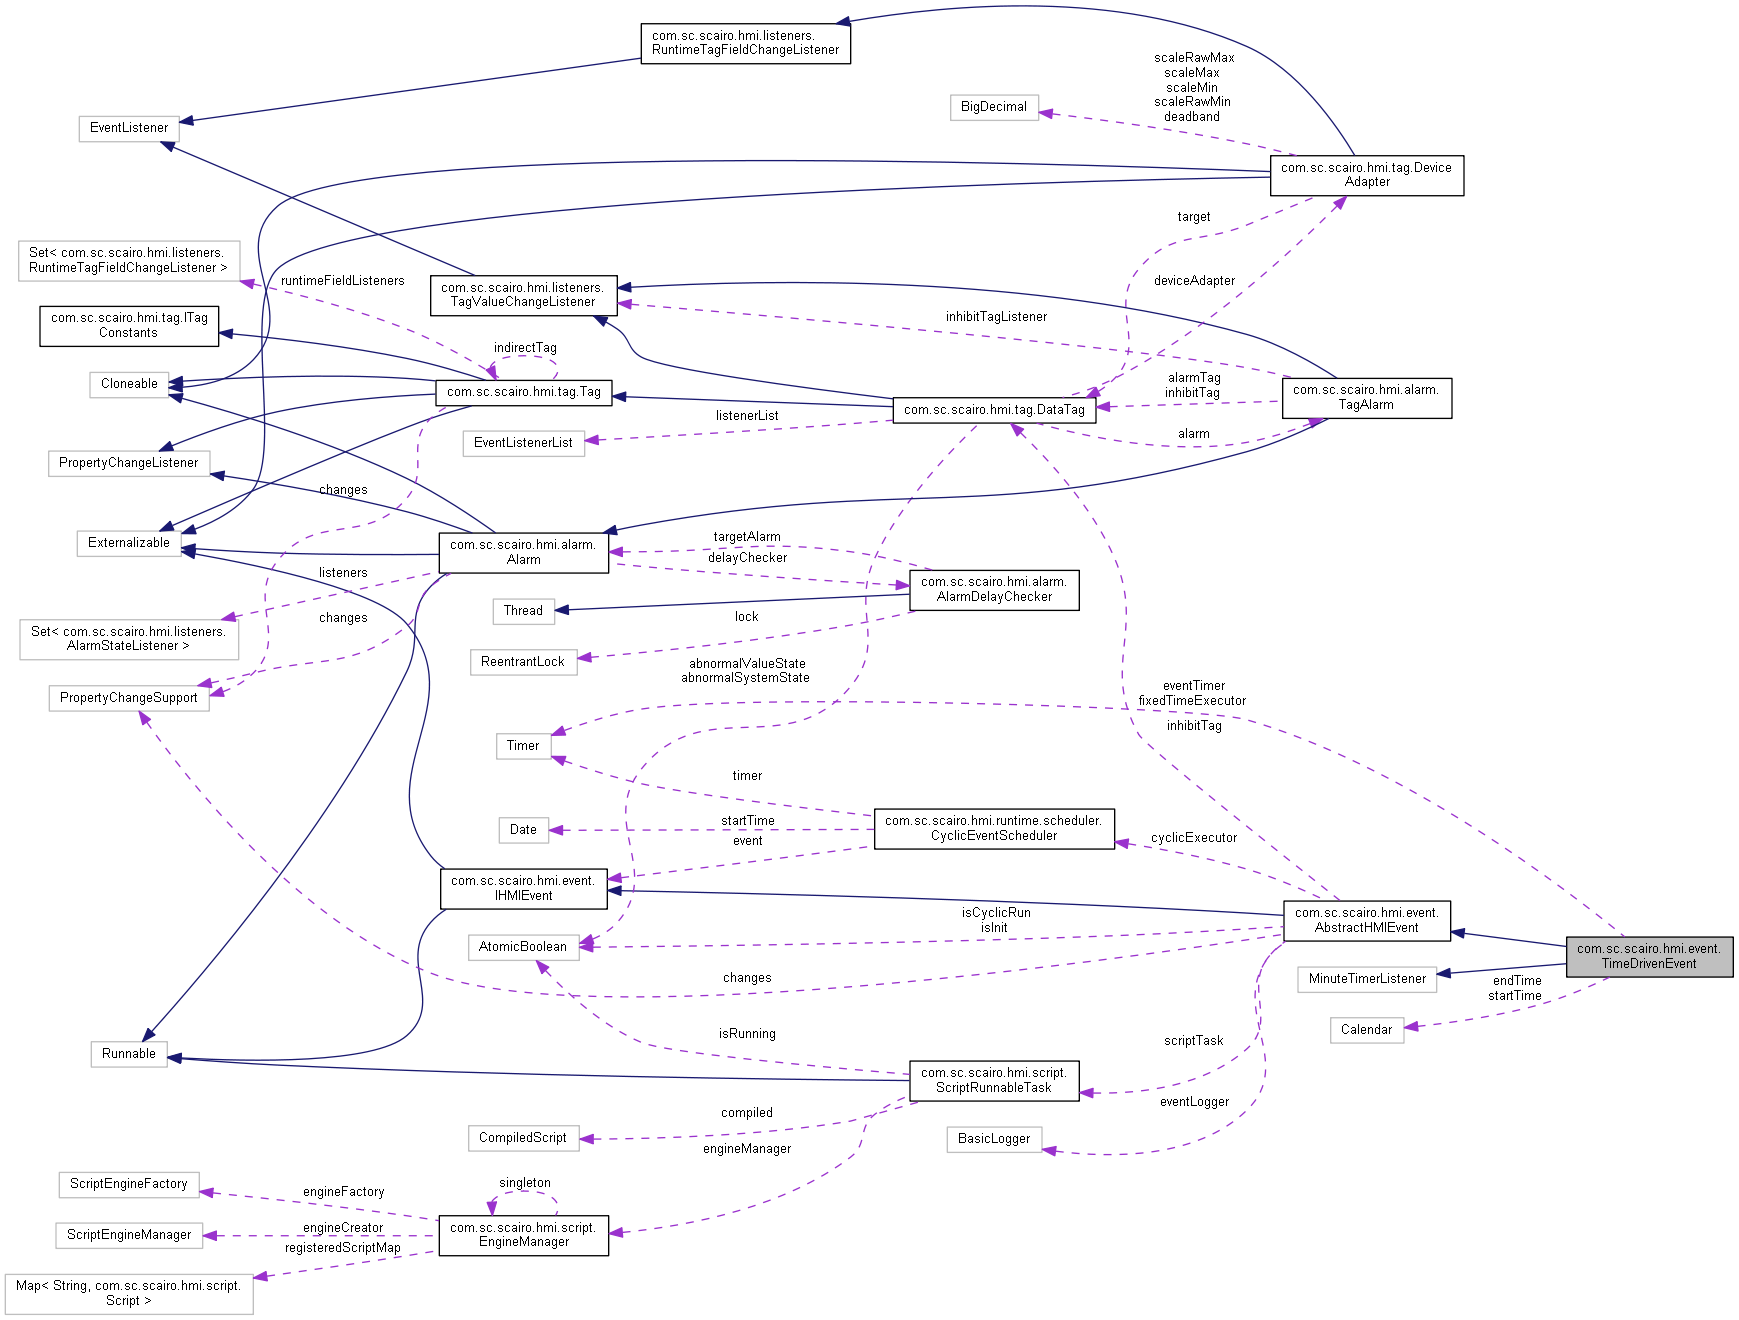 com.sc.scairo.hmi.listeners.
RuntimeTagFieldChangeListener
scaleRawMax
scaleMax
scaleMin
scaleRawMin
deadband
BigDecimal
EventListener
com.sc.scairo.hmi.tag.Device
Adapter
target
Set< com.sc.scairo.hmi.listeners.
RuntimeTagFieldChangeListener >
runtimeFieldListeners
com.sc.scairo.hmi.listeners.
TagValueChangeListener
deviceAdapter
com.sc.scairo.hmi.tag.ITag
Constants
inhibitTagListener
indirectTag
Cloneable
com.sc.scairo.hmi.tag.Tag
alarmTag
inhibitTag
com.sc.scairo.hmi.alarm.
TagAlarm
com.sc.scairo.hmi.tag.DataTag
listenerList
EventListenerList
alarm
PropertyChangeListener
changes
Externalizable
com.sc.scairo.hmi.alarm.
Alarm
targetAlarm
delayChecker
listeners
com.sc.scairo.hmi.alarm.
AlarmDelayChecker
Thread
lock
changes
Set< com.sc.scairo.hmi.listeners.
AlarmStateListener >
ReentrantLock
abnormalValueState
abnormalSystemState
PropertyChangeSupport
eventTimer
fixedTimeExecutor
inhibitTag
Timer
timer
com.sc.scairo.hmi.runtime.scheduler.
CyclicEventScheduler
Date
startTime
event
cyclicExecutor
com.sc.scairo.hmi.event.
IHMIEvent
isCyclicRun
isInit
com.sc.scairo.hmi.event.
AbstractHMIEvent
AtomicBoolean
com.sc.scairo.hmi.event.
TimeDrivenEvent
changes
MinuteTimerListener
endTime
startTime
Calendar
isRunning
scriptTask
Runnable
com.sc.scairo.hmi.script.
ScriptRunnableTask
compiled
eventLogger
CompiledScript
BasicLogger
engineManager
ScriptEngineFactory
engineFactory
singleton
ScriptEngineManager
engineCreator
com.sc.scairo.hmi.script.
EngineManager
registeredScriptMap
Map< String, com.sc.scairo.hmi.script.
Script >